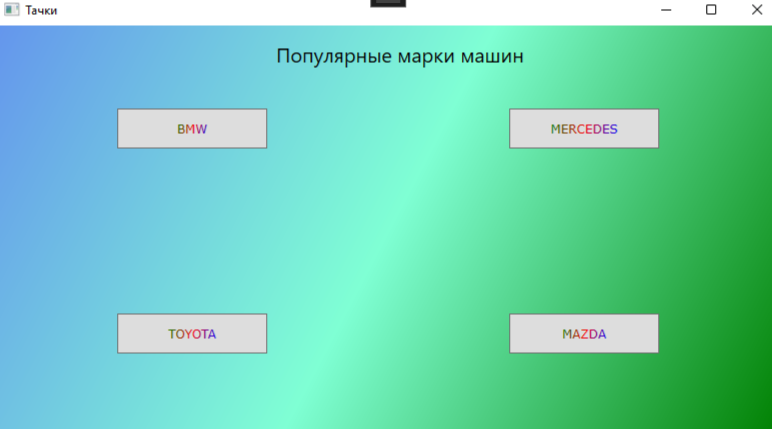 Тачки
Популярные марки машин
BMW
MERCEDES
TOYOTA
MAZDA